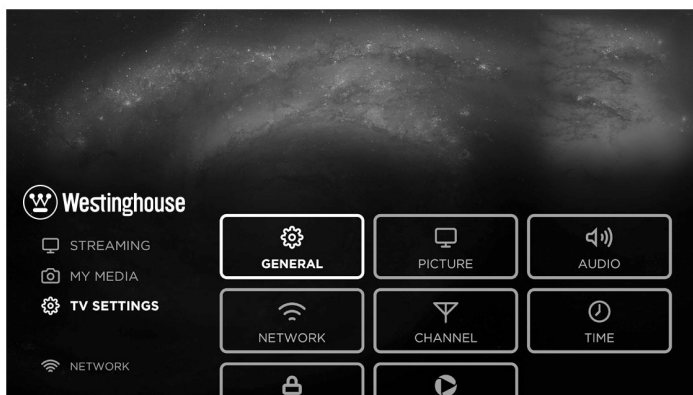 Westinghouse
STREAMING
MY MEDIA
TV SETTINGS
NETWORK
GENERAL
PICTURE
AUDIO
NETWORK
CHANNEL
TIME